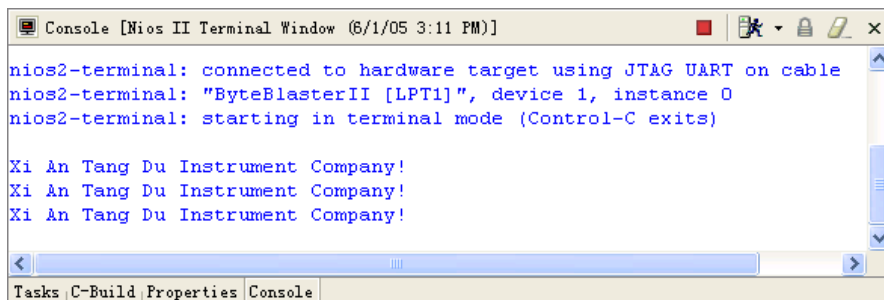 Console [Nios II Terminal Window (6/1/05 3:11 PM)]
nios2-terminal: connected to hardware target using JTAG UART on cable
nios2-terminal: "ByteBlasterII [LPT1]", device 1, instance 0
nios2-terminal: starting in terminal mode (Control-C exits)
Xi An Tang Du Instrument Company!
Xi An Tang Du Instrument Company!
Xi An Tang Du Instrument Company!
Tasks C-Build Properties Console